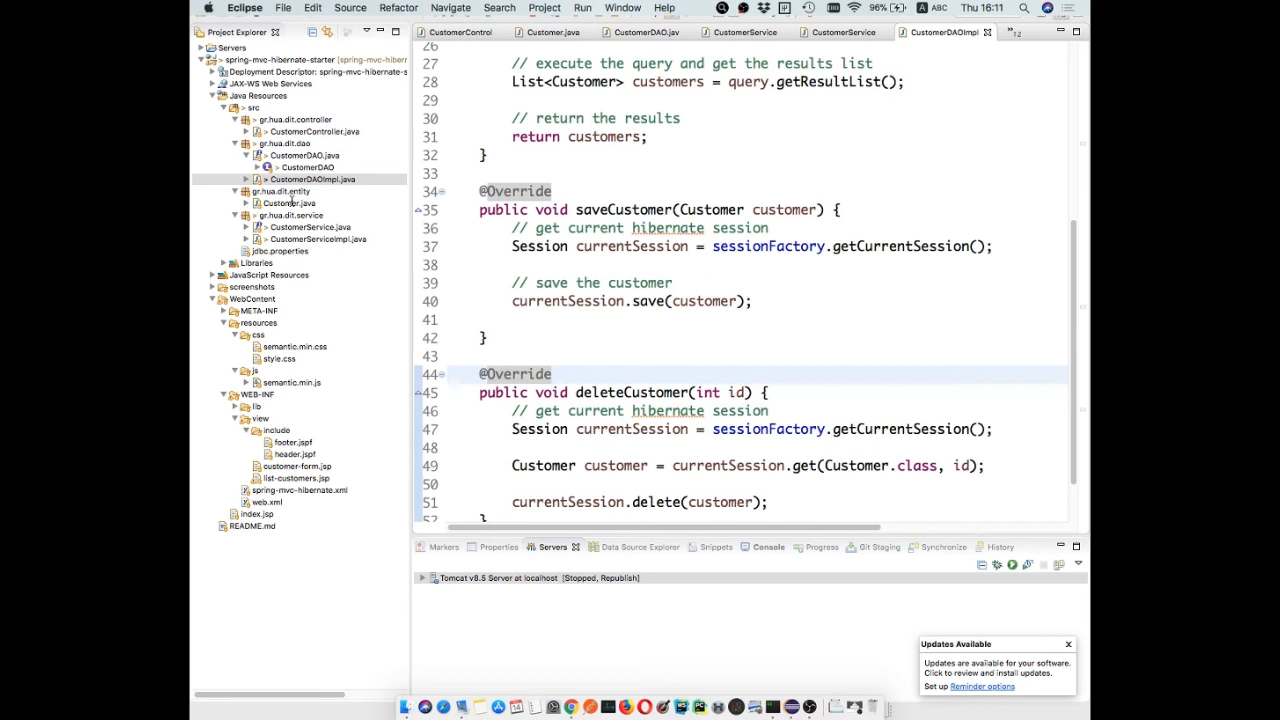 Eclipse File Edit Source Refactor Navigate Search Project Run Window Help 96% ABC Thu 16:11
Project Explorer
CustomerControl Customer.java CustomerDAO.jav CustomerService CustomerService CustomerDAOImpl »12
Servers
> spring-mvc-hibernate-starter [spring-mvc-hibernate-
Deployment Descriptor: spring-mvc-hibernate-s
JAX-WS Web Services
Java Resources
> src
> gr.hua.dit.controller
> CustomerController.java
> gr.hua.dit.dao
> CustomerDAO.java
> CustomerDAO
> CustomerDAOImpl.java
gr.hua.dit.entity
Customer.java
> gr.hua.dit.service
> CustomerService.java
> CustomerServiceImpl.java
jdbc.properties
Libraries
JavaScript Resources
screenshots
WebContent
META-INF
resources
css
semantic.min.css
style.css
js
semantic.min.js
WEB-INF
lib
view
include
footer.jspf
header.jspf
customer-form.jsp
list-customers.jsp
spring-mvc-hibernate.xml
web.xml
index.jsp
README.md
26
27 // execute the query and get the results list
28 List<Customer> customers = query.getResultList();
29
30 // return the results
31 return customers;
32 }
33
34 @Override
35 public void saveCustomer(Customer customer) {
36 // get current hibernate session
37 Session currentSession = sessionFactory.getCurrentSession();
38
39 // save the customer
40 currentSession.save(customer);
41
42 }
43
44 @Override
45 public void deleteCustomer(int id) {
46 // get current hibernate session
47 Session currentSession = sessionFactory.getCurrentSession();
48
49 Customer customer = currentSession.get(Customer.class, id);
50
51 currentSession.delete(customer);
52 }
Markers Properties Servers Data Source Explorer Snippets Console Progress Git Staging Synchronize History
Tomcat v8.5 Server at localhost [Stopped, Republish]
Updates Available
Updates are available for your software.
Click to review and install updates.
Set up Reminder options